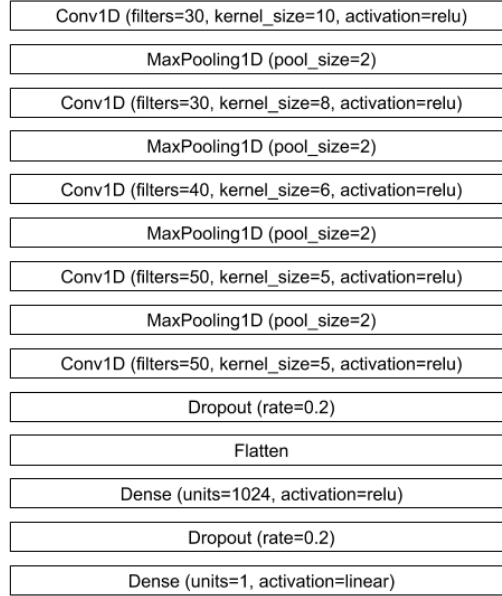 Conv1D (filters=30, kernel_size=10, activation=relu)
MaxPooling1D (pool_size=2)
Conv1D (filters=30, kernel_size=8, activation=relu)
MaxPooling1D (pool_size=2)
Conv1D (filters=40, kernel_size=6, activation=relu)
MaxPooling1D (pool_size=2)
Conv1D (filters=50, kernel_size=5, activation=relu)
MaxPooling1D (pool_size=2)
Conv1D (filters=50, kernel_size=5, activation=relu)
Dropout (rate=0.2)
Flatten
Dense (units=1024, activation=relu)
Dropout (rate=0.2)
Dense (units=1, activation=linear)